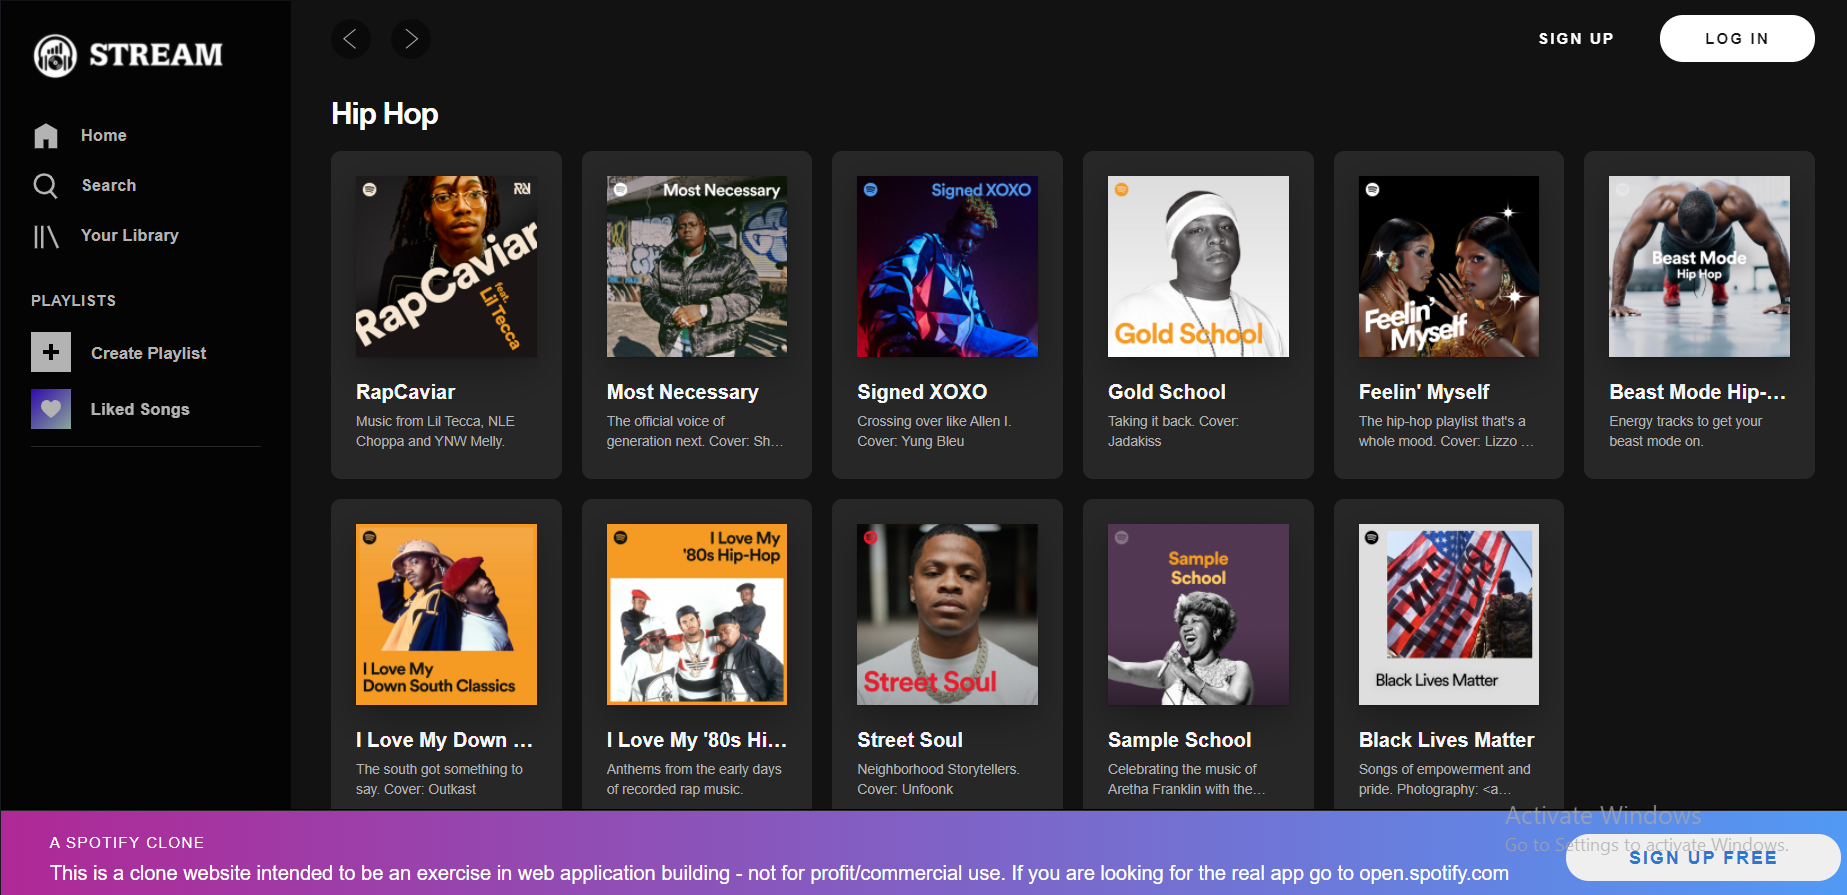 STREAM
Home
Search
Your Library
PLAYLISTS
Create Playlist
Liked Songs
SIGN UP
LOG IN
Hip Hop
RapCaviar
feat.
Lil Tecca
RapCaviar
Music from Lil Tecca, NLE
Choppa and YNW Melly.
Most Necessary
Most Necessary
The official voice of
generation next. Cover: Sh...
Signed XOXO
Signed XOXO
Crossing over like Allen I.
Cover: Yung Bleu
Gold School
Gold School
Taking it back. Cover:
Jadakiss
Feelin'
Myself
Feelin' Myself
The hip-hop playlist that's a
whole mood. Cover: Lizzo ...
Beast Mode
Hip Hop
Beast Mode Hip-...
Energy tracks to get your
beast mode on.
I Love My
Down South Classics
I Love My Down ...
The south got something to
say. Cover: Outkast
I Love My
'80s Hip-Hop
I Love My '80s Hi...
Anthems from the early days
of recorded rap music.
Street Soul
Street Soul
Neighborhood Storytellers.
Cover: Unfoonk
Sample
School
Sample School
Celebrating the music of
Aretha Franklin with the...
Black Lives Matter
Black Lives Matter
Songs of empowerment and
pride. Photography: <a...
Activate Windows
Go to Settings to activate Windows.
A SPOTIFY CLONE
This is a clone website intended to be an exercise in web application building - not for profit/commercial use. If you are looking for the real app go to open.spotify.com
SIGN UP FREE